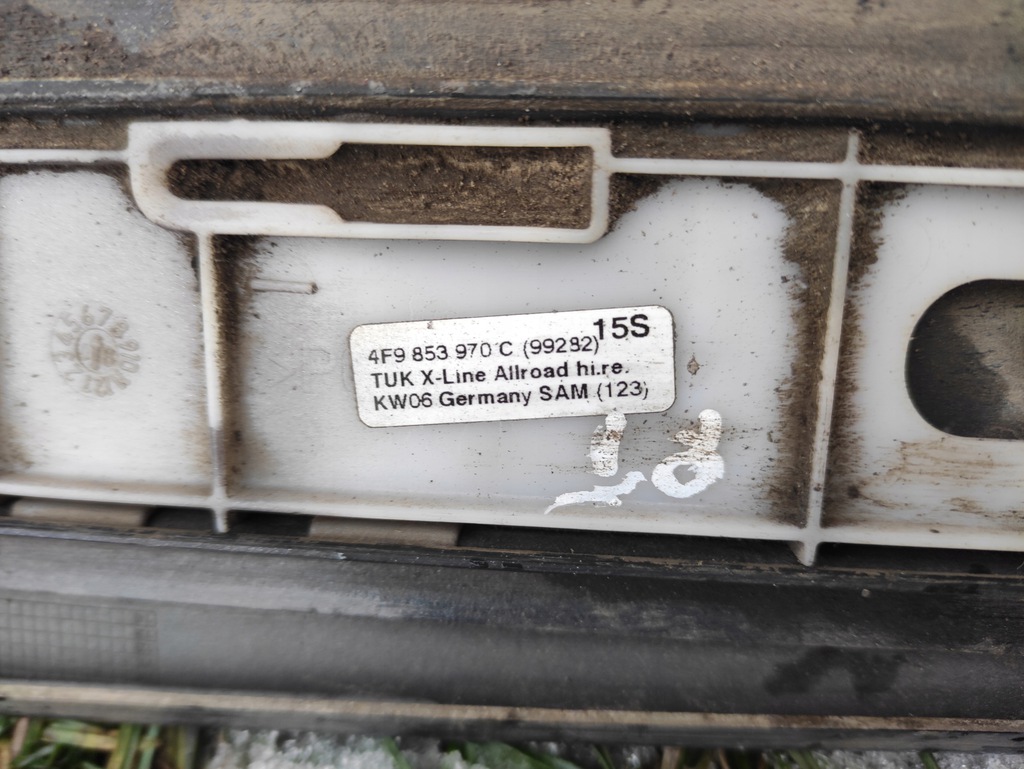 15S
4F9 853 970 C (99282)
TUK X-Line Allroad hi.re.
KW06 Germany SAM (123)